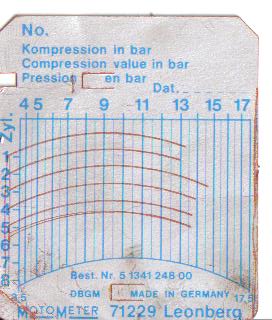 No.
Kompression in bar
Compression value in bar
Pression en bar
Dat.
4 5 7 9 11 13 15 17
Zyl.
1
2
3
4
5
6
7
8
Best. Nr. 5 1341 248 00
DBGM MADE IN GERMANY
3,5 17,5
MOTOMETER 71229 Leonberg